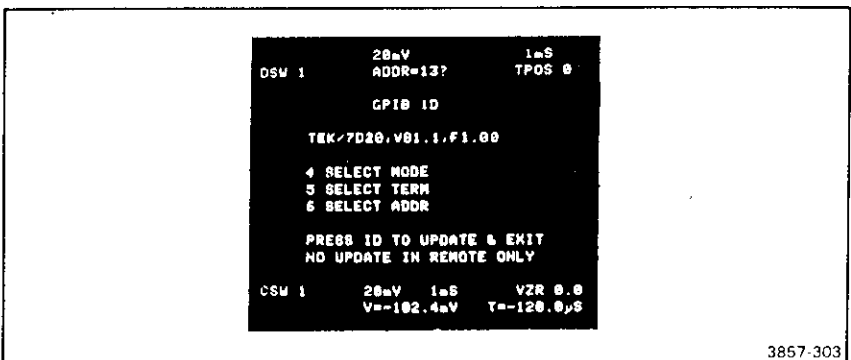 20mV 1mS
DSW 1 ADDR=13? TPOS 0
GPIB ID
TEK/7D20,V81.1,F1.00
4 SELECT MODE
5 SELECT TERM
6 SELECT ADDR
PRESS ID TO UPDATE & EXIT
NO UPDATE IN REMOTE ONLY
CSW 1 20mV 1mS VZR 0.0
V=-102.4mV T=-120.0µS
3857-303